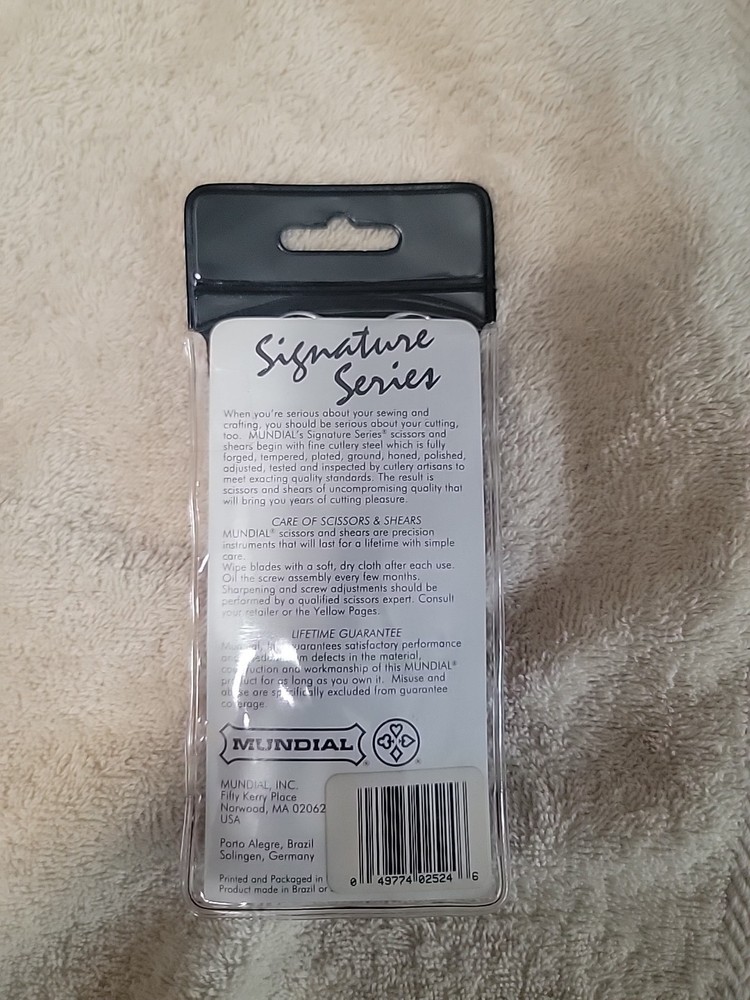 Signature
Series
When you're serious about your sewing and
crafting, you should be serious about your cutting,
too. MUNDIAL's Signature Series® scissors and
shears begin with fine cutlery steel which is fully
forged, tempered, plated, ground, honed, polished,
adjusted, tested and inspected by cutlery artisans to
meet exacting quality standards. The result is
scissors and shears of uncompromising quality that
will bring you years of cutting pleasure.
CARE OF SCISSORS & SHEARS
MUNDIAL® scissors and shears are precision
instruments that will last for a lifetime with simple
care.
Wipe blades with a soft, dry cloth after each use.
Oil the screw assembly every few months.
Sharpening and screw adjustments should be
performed by a qualified scissors expert. Consult
your retailer or the Yellow Pages.
LIFETIME GUARANTEE
Mundial, guarantees satisfactory performance
and defects in the material,
construction and workmanship of this MUNDIAL®
product for as long as you own it. Misuse and
abuse are specifically excluded from guarantee
coverage.
MUNDIAL®
®
MUNDIAL, INC.
Fifty Kerry Place
Norwood, MA 02062
USA
Porto Alegre, Brazil
Solingen, Germany
Printed and Packaged in
Product made in Brazil or
0 49774 02524 6